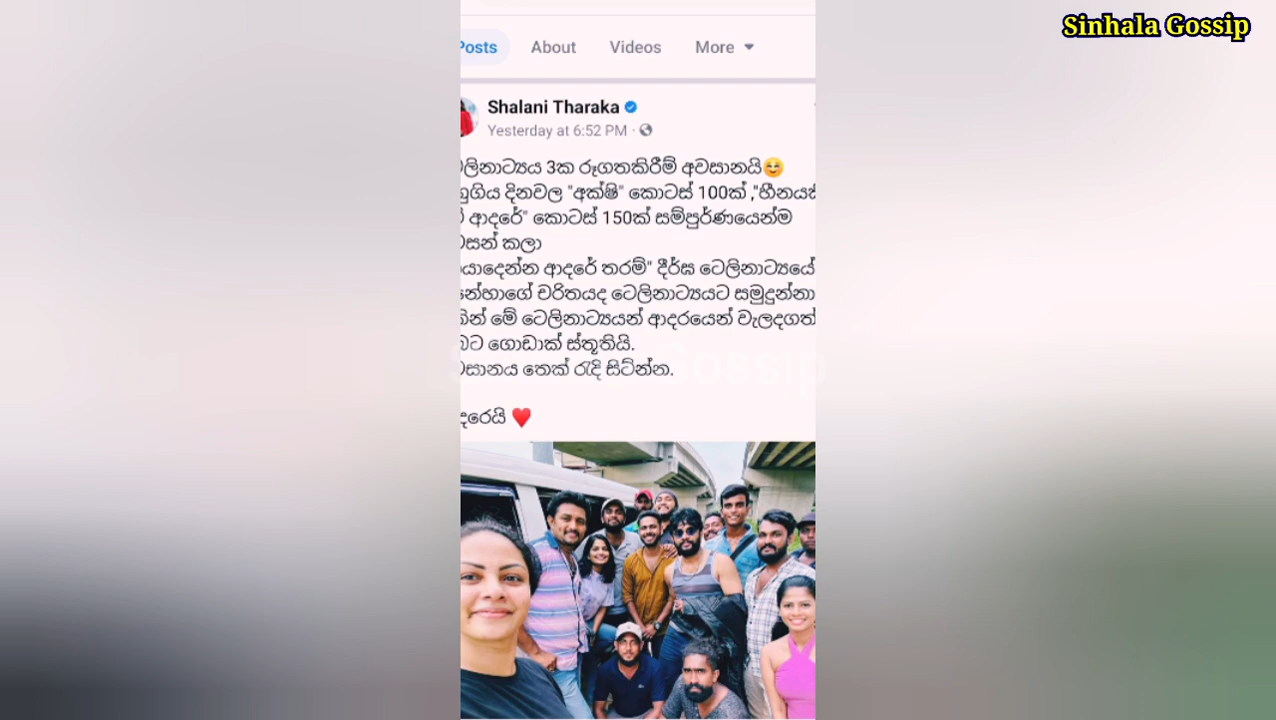 Sinhala Gossip
Posts About Videos More
Shalani Tharaka
Yesterday at 6:52 PM ·
ලිනාට්‍යය 3ක රූගතකිරීම් අවසානයි😊
දිනවල "අක්ෂි" කොටස් 100ක් ,"හීනයකි
ආදරේ" කොටස් 150ක් සම්පුර්ණයෙන්ම
කලා
යාදෙන්න ආදරේ තරම්" දීර්ඝ ටෙලිනාට්‍යයේ
න්හාගේ චරිතයද ටෙලිනාට්‍යයට සමුදුන්නා
මේ ටෙලිනාට්‍යයන් ආදරයෙන් වැලදගත්
ට ගොඩාක් ස්තූතියි.
සානය තෙක් රැදි සිටින්න.
දරෙයි ♥️
Gossip